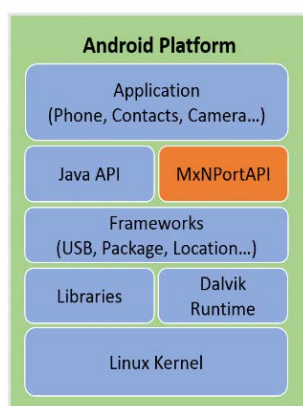 Android Platform
Application
(Phone, Contacts, Camera...)
Java API
MxNPortAPI
Frameworks
(USB, Package, Location...)
Libraries
Dalvik
Runtime
Linux Kernel